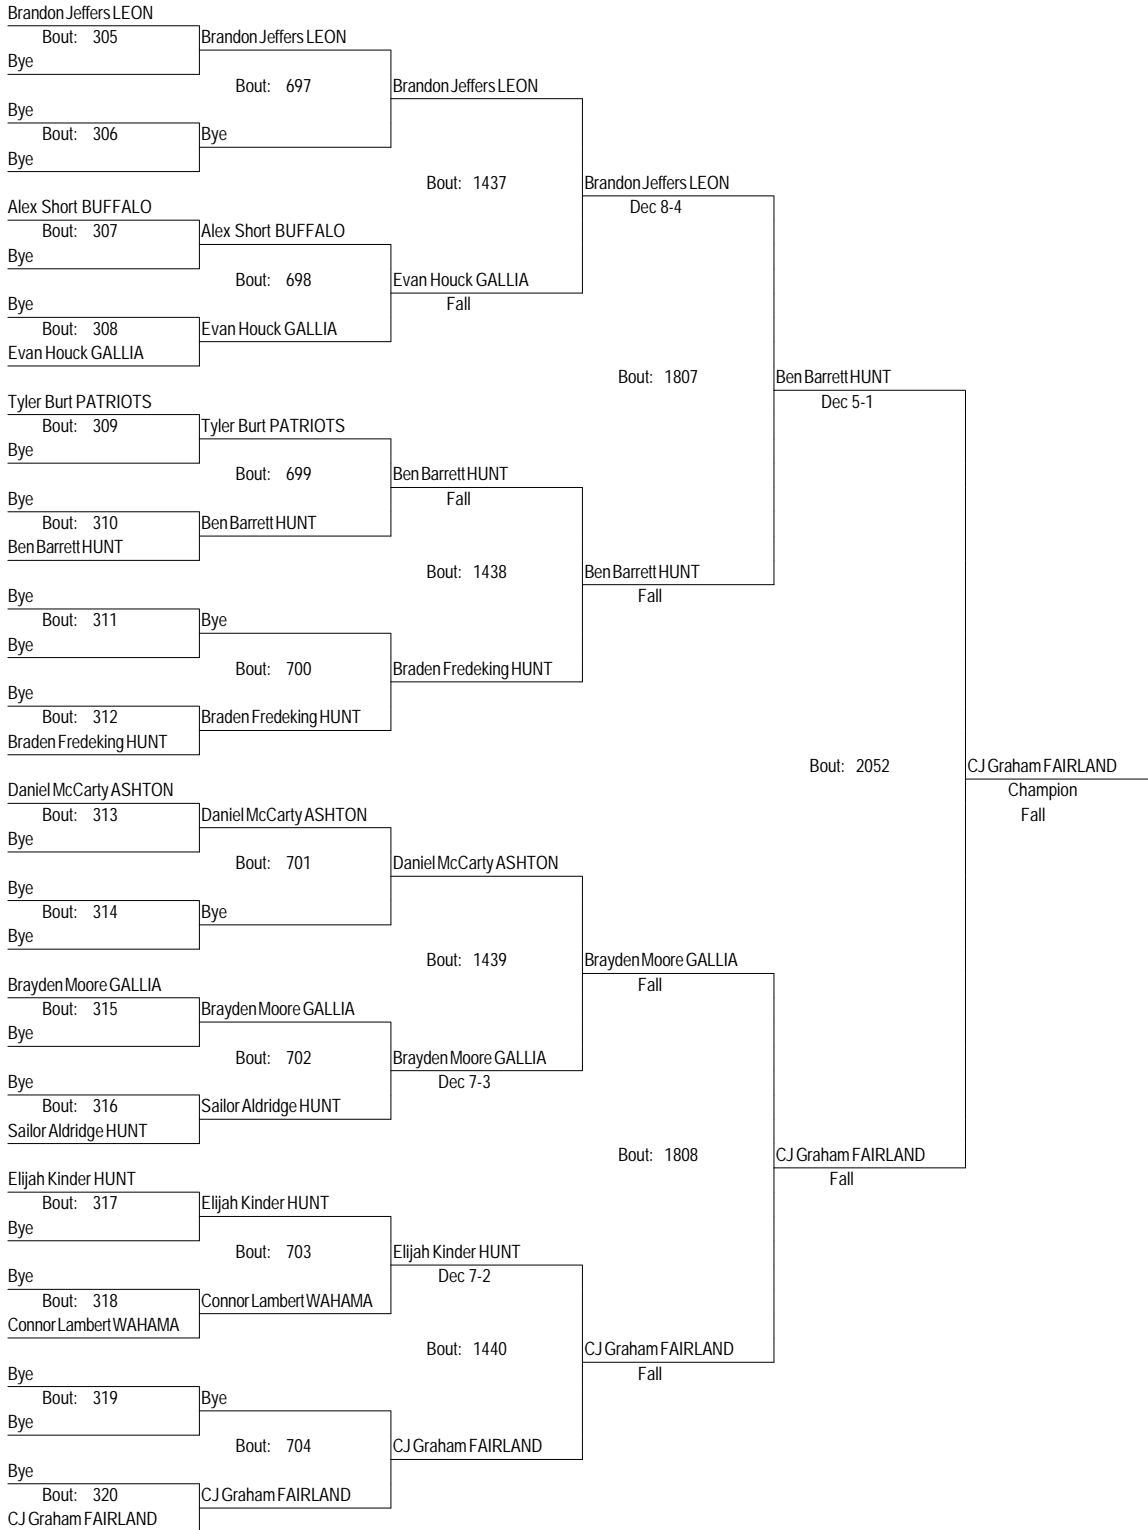 Brandon Jeffers LEON
Bout: 305
Brandon Jeffers LEON
Bye
Bout: 697
Brandon Jeffers LEON
Bye
Bout: 306
Bye
Bye
Bout: 1437
Brandon Jeffers LEON
Dec 8-4
Alex Short BUFFALO
Bout: 307
Alex Short BUFFALO
Bye
Bout: 698
Evan Houck GALLIA
Fall
Bye
Bout: 308
Evan Houck GALLIA
Evan Houck GALLIA
Bout: 1807
Ben Barrett HUNT
Dec 5-1
Tyler Burt PATRIOTS
Bout: 309
Tyler Burt PATRIOTS
Bye
Bout: 699
Ben Barrett HUNT
Fall
Bye
Bout: 310
Ben Barrett HUNT
Ben Barrett HUNT
Bout: 1438
Ben Barrett HUNT
Fall
Bye
Bout: 311
Bye
Bye
Bout: 700
Braden Fredeking HUNT
Bye
Bout: 312
Braden Fredeking HUNT
Braden Fredeking HUNT
Bout: 2052
CJ Graham FAIRLAND
Champion
Fall
Daniel McCarty ASHTON
Bout: 313
Daniel McCarty ASHTON
Bye
Bout: 701
Daniel McCarty ASHTON
Bye
Bout: 314
Bye
Bye
Bout: 1439
Brayden Moore GALLIA
Fall
Brayden Moore GALLIA
Bout: 315
Brayden Moore GALLIA
Bye
Bout: 702
Brayden Moore GALLIA
Dec 7-3
Bye
Bout: 316
Sailor Aldridge HUNT
Sailor Aldridge HUNT
Bout: 1808
CJ Graham FAIRLAND
Fall
Elijah Kinder HUNT
Bout: 317
Elijah Kinder HUNT
Bye
Bout: 703
Elijah Kinder HUNT
Dec 7-2
Bye
Bout: 318
Connor Lambert WAHAMA
Connor Lambert WAHAMA
Bout: 1440
CJ Graham FAIRLAND
Fall
Bye
Bout: 319
Bye
Bye
Bout: 704
CJ Graham FAIRLAND
Bye
Bout: 320
CJ Graham FAIRLAND
CJ Graham FAIRLAND